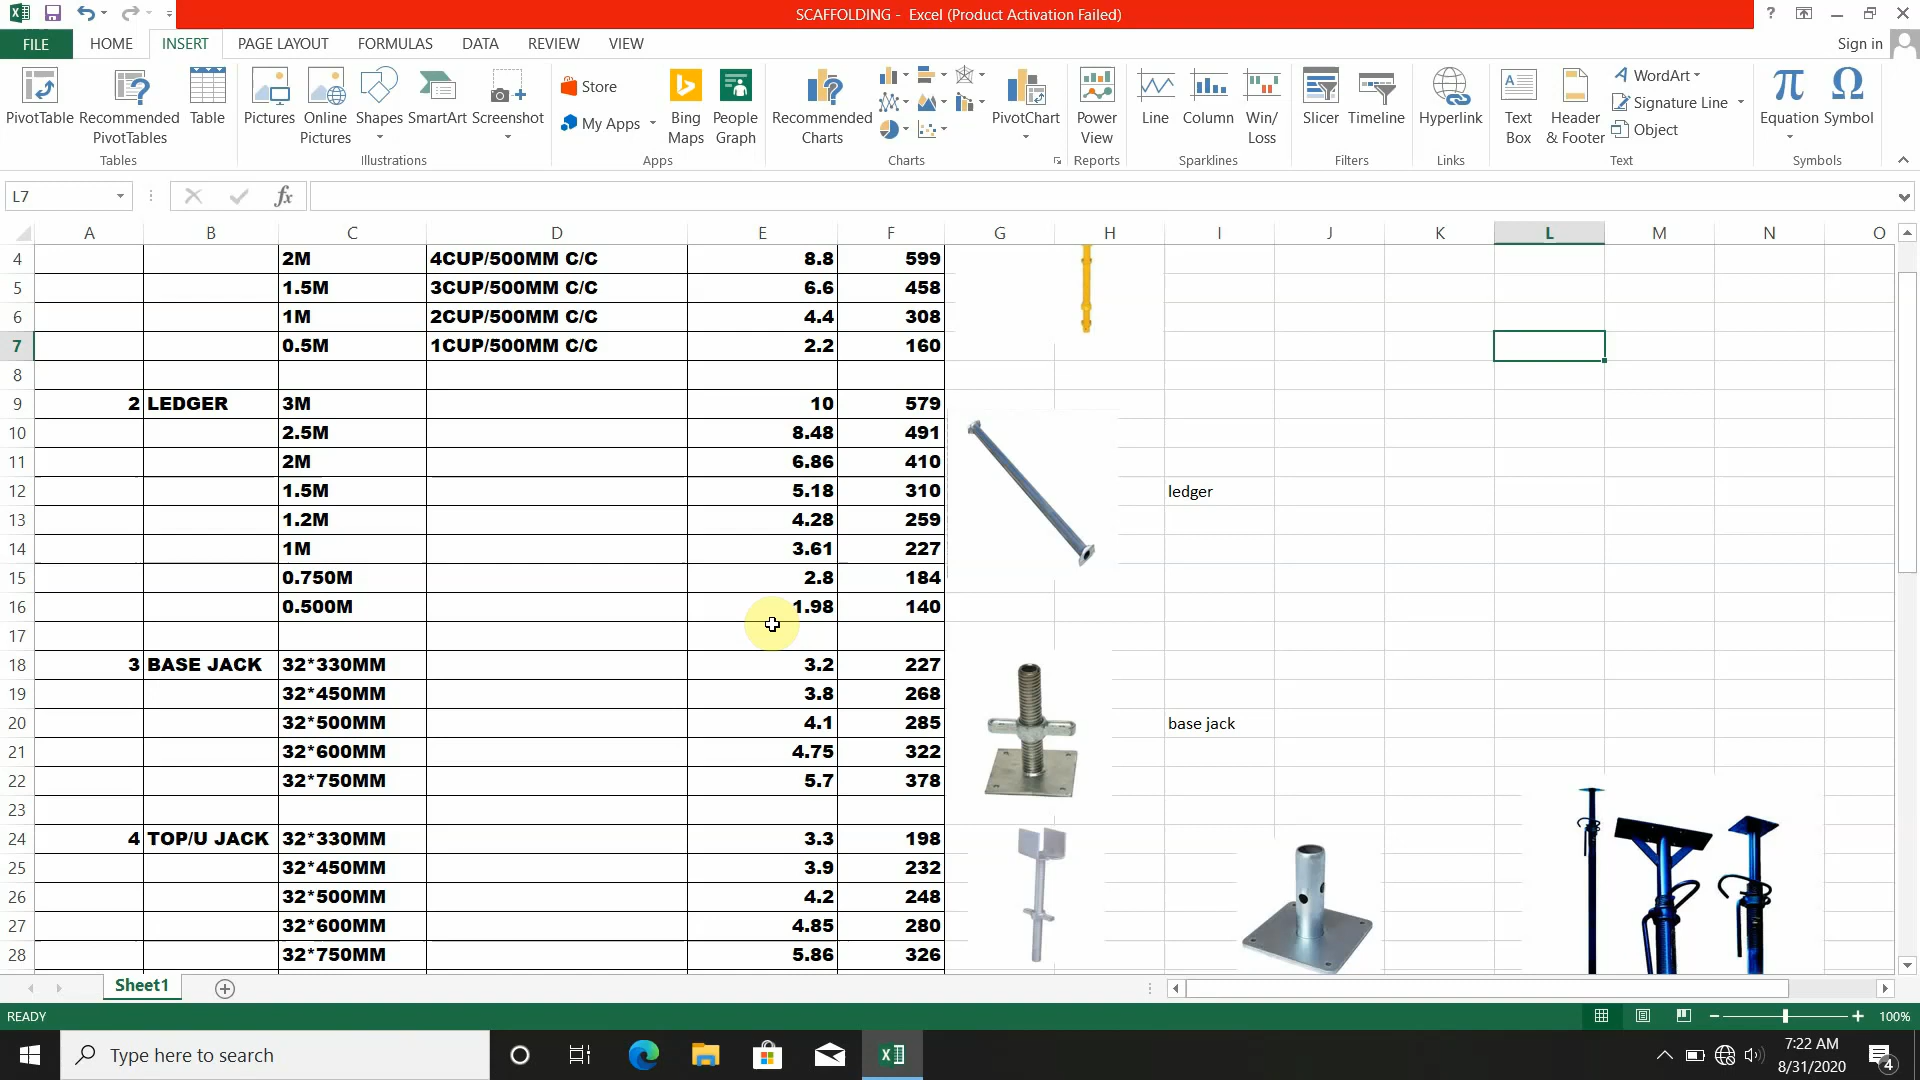 SCAFFOLDING - Excel (Product Activation Failed)
FILE HOME INSERT PAGE LAYOUT FORMULAS DATA REVIEW VIEW Sign in
PivotTable Recommended PivotTables Table
Tables
Pictures Online Pictures Shapes SmartArt Screenshot
Illustrations
Store
My Apps
Bing Maps People Graph
Apps
Recommended Charts PivotChart
Charts
Power View
Reports
Line Column Win/Loss
Sparklines
Slicer Timeline
Filters
Hyperlink
Links
Text Box Header & Footer
WordArt
Signature Line
Object
Text
Equation Symbol
Symbols
L7 fx
A B C D E F G H I J K L M N O
4 2M 4CUP/500MM C/C 8.8 599
5 1.5M 3CUP/500MM C/C 6.6 458
6 1M 2CUP/500MM C/C 4.4 308
7 0.5M 1CUP/500MM C/C 2.2 160
8
9 2 LEDGER 3M 10 579
10 2.5M 8.48 491
11 2M 6.86 410
12 1.5M 5.18 310 ledger
13 1.2M 4.28 259
14 1M 3.61 227
15 0.750M 2.8 184
16 0.500M 1.98 140
17
18 3 BASE JACK 32*330MM 3.2 227
19 32*450MM 3.8 268
20 32*500MM 4.1 285 base jack
21 32*600MM 4.75 322
22 32*750MM 5.7 378
23
24 4 TOP/U JACK 32*330MM 3.3 198
25 32*450MM 3.9 232
26 32*500MM 4.2 248
27 32*600MM 4.85 280
28 32*750MM 5.86 326
Sheet1
READY 100%
Type here to search
7:22 AM
8/31/2020
4